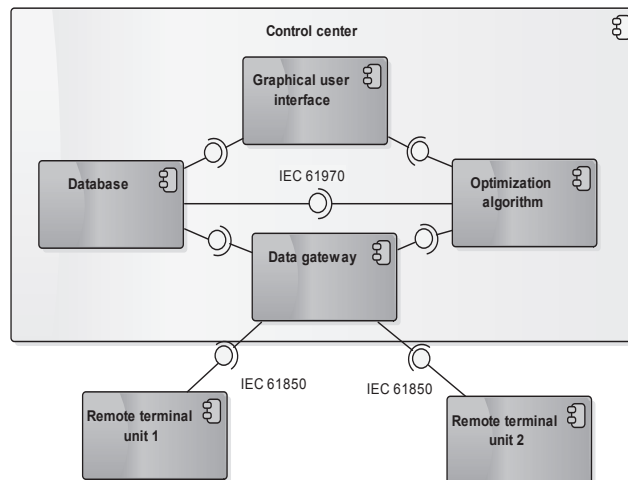 Control center
Graphical user
interface
IEC 61970
Database
Optimization
algorithm
Data gateway
IEC 61850
IEC 61850
Remote terminal
unit 1
Remote terminal
unit 2